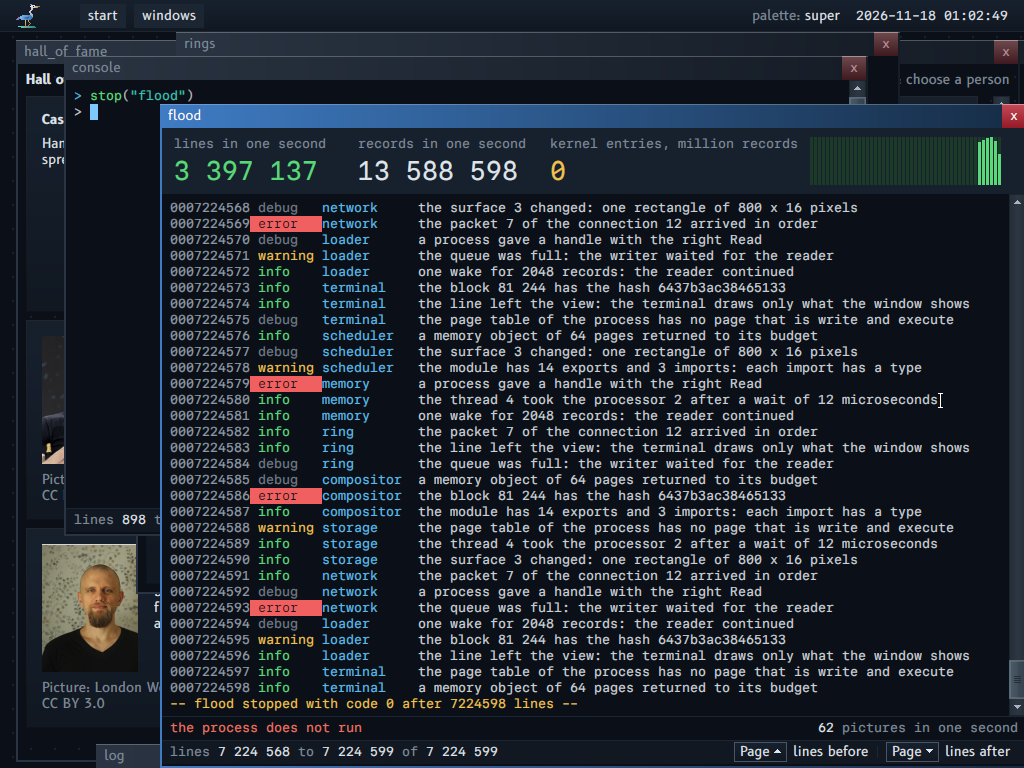 start windows palette: super 2026-11-18 01:02:49
hall_of_fame
rings x
x
console x
Hall o
choose a person
> stop("flood")
>
Cas
Han
spre
flood x
lines in one second records in one second kernel entries, million records
3 397 137 13 588 598 0
0007224568 debug network the surface 3 changed: one rectangle of 800 x 16 pixels
0007224569 error network the packet 7 of the connection 12 arrived in order
0007224570 debug loader a process gave a handle with the right Read
0007224571 warning loader the queue was full: the writer waited for the reader
0007224572 info loader one wake for 2048 records: the reader continued
0007224573 info terminal the block 81 244 has the hash 6437b3ac38465133
0007224574 info terminal the line left the view: the terminal draws only what the window shows
0007224575 debug terminal the page table of the process has no page that is write and execute
0007224576 info scheduler a memory object of 64 pages returned to its budget
0007224577 debug scheduler the surface 3 changed: one rectangle of 800 x 16 pixels
0007224578 warning scheduler the module has 14 exports and 3 imports: each import has a type
0007224579 error memory a process gave a handle with the right Read
0007224580 info memory the thread 4 took the processor 2 after a wait of 12 microseconds
0007224581 info memory one wake for 2048 records: the reader continued
0007224582 info ring the packet 7 of the connection 12 arrived in order
0007224583 info ring the line left the view: the terminal draws only what the window shows
0007224584 debug ring the queue was full: the writer waited for the reader
0007224585 debug compositor a memory object of 64 pages returned to its budget
0007224586 error compositor the block 81 244 has the hash 6437b3ac38465133
0007224587 info compositor the module has 14 exports and 3 imports: each import has a type
0007224588 warning storage the page table of the process has no page that is write and execute
0007224589 info storage the thread 4 took the processor 2 after a wait of 12 microseconds
0007224590 info storage the surface 3 changed: one rectangle of 800 x 16 pixels
0007224591 info network the packet 7 of the connection 12 arrived in order
0007224592 debug network a process gave a handle with the right Read
0007224593 error network the queue was full: the writer waited for the reader
0007224594 debug loader one wake for 2048 records: the reader continued
0007224595 warning loader the block 81 244 has the hash 6437b3ac38465133
0007224596 info loader the line left the view: the terminal draws only what the window shows
0007224597 info terminal the page table of the process has no page that is write and execute
0007224598 info terminal a memory object of 64 pages returned to its budget
-- flood stopped with code 0 after 7224598 lines --
the process does not run 62 pictures in one second
lines 7 224 568 to 7 224 599 of 7 224 599 Page lines before Page lines after
Pict
CC
lines 898 t
Picture: London W
CC BY 3.0
log